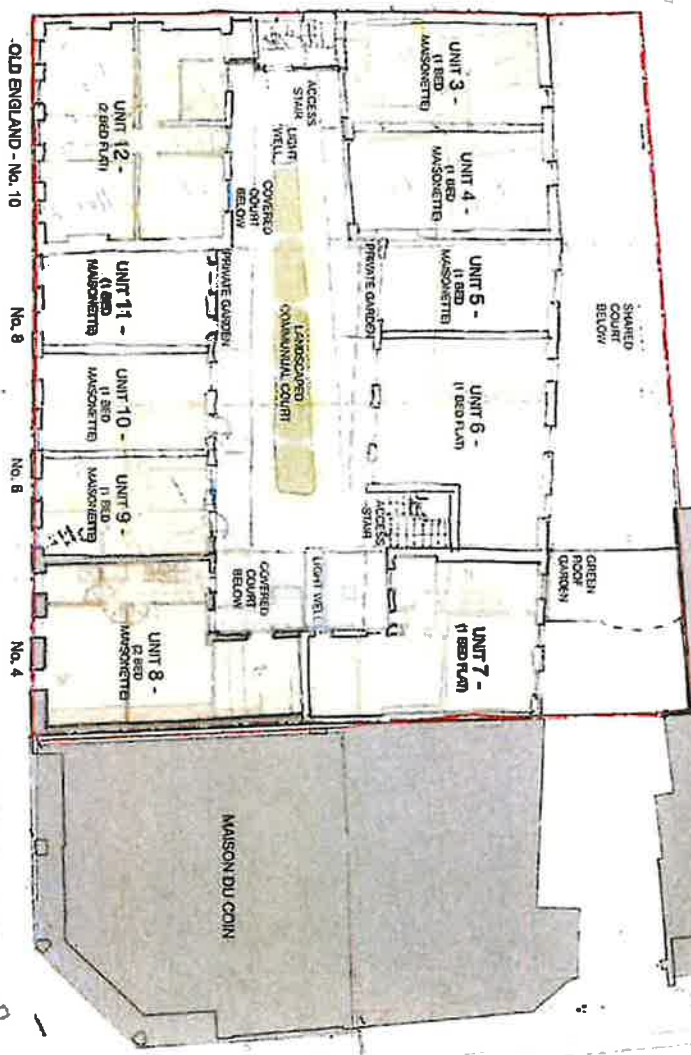 UNIT 3 -
(1 BED
MAISONETTE)
UNIT 4 -
(1 BED
MAISONETTE)
UNIT 5 -
(1 BED
MAISONETTE)
UNIT 6 -
(1 BED FLAT)
UNIT 7 -
(1 BED FLAT)
SHARED
COURT
BELOW
GREEN
ROOF
GARDEN
ACCESS
STAIR
LIGHT
WELL
COVERED
COURT
BELOW
PRIVATE GARDEN
PRIVATE GARDEN
LANDSCAPED
COMMUNUAL COURT
ACCESS
STAIR
LIGHT WELL
COVERED
COURT
BELOW
UNIT 12 -
(2 BED FLAT)
UNIT 11 -
(1 BED
MAISONETTE)
UNIT 10 -
(1 BED
MAISONETTE)
UNIT 9 -
(1 BED
MAISONETTE)
UNIT 8 -
(2 BED
MAISONETTE)
MAISON DU COIN
-OLD ENGLAND - No. 10
No. 8
No. 6
No. 4